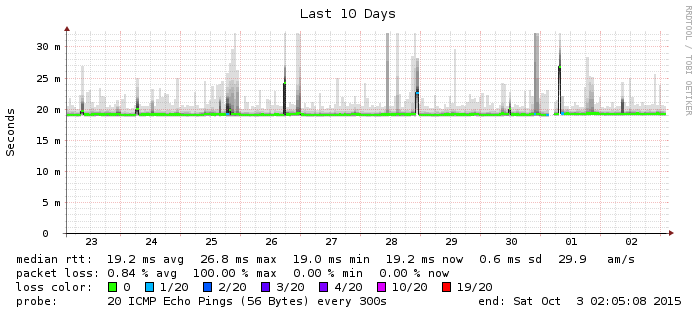 Last 10 Days
RRDTOOL / TOBI OETIKER
Seconds
30 m
25 m
20 m
15 m
10 m
5 m
0
23 24 25 26 27 28 29 30 01 02
median rtt: 19.2 ms avg 26.8 ms max 19.0 ms min 19.2 ms now 0.6 ms sd 29.9 am/s
packet loss: 0.84 % avg 100.00 % max 0.00 % min 0.00 % now
loss color: 0 1/20 2/20 3/20 4/20 10/20 19/20
probe: 20 ICMP Echo Pings (56 Bytes) every 300s end: Sat Oct 3 02:05:08 2015